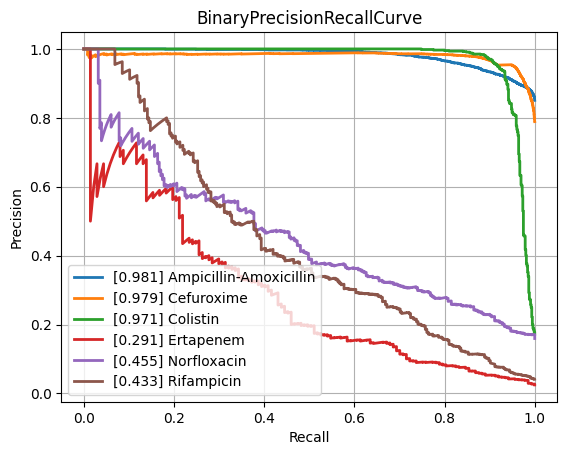 BinaryPrecisionRecallCurve
Precision
1.0
0.8
0.6
0.4
0.2
0.0
[0.981] Ampicillin-Amoxicillin
[0.979] Cefuroxime
[0.971] Colistin
[0.291] Ertapenem
[0.455] Norfloxacin
[0.433] Rifampicin
0.0 0.2 0.4 0.6 0.8 1.0
Recall